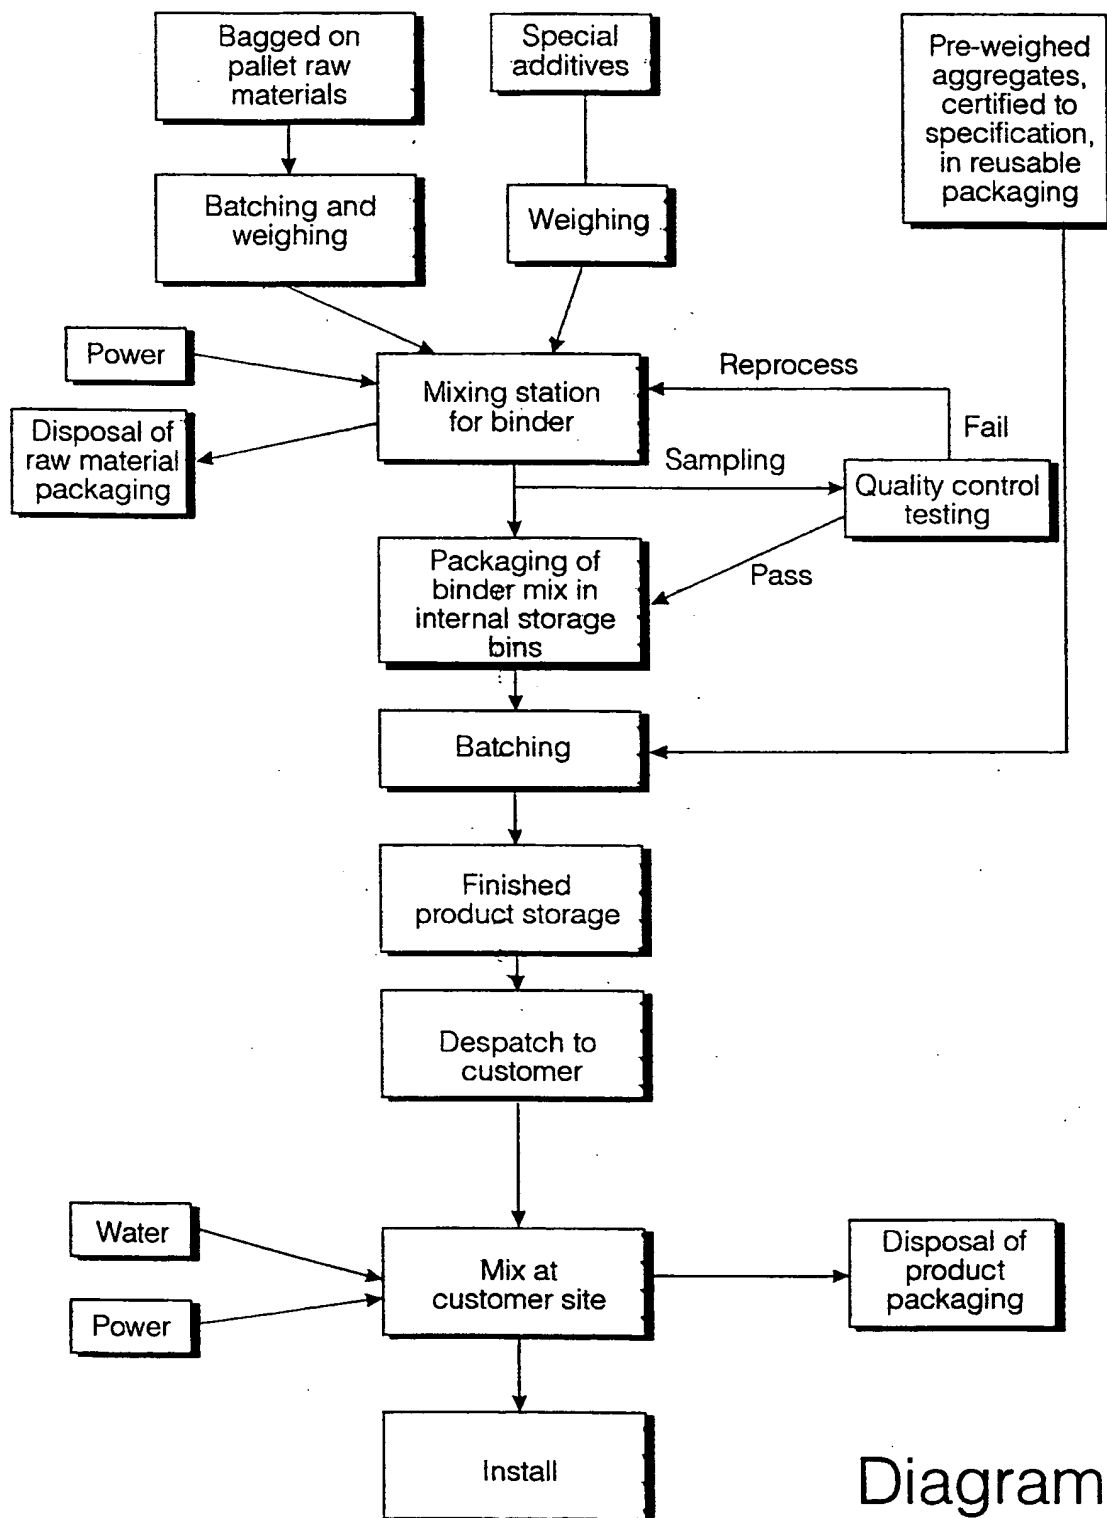 Bagged on
pallet raw
materials
Special
additives
Pre-weighed
aggregates,
certified to
specification,
in reusable
packaging
Batching and
weighing
Weighing
Power
Mixing station
for binder
Reprocess
Fail
Disposal of
raw material
packaging
Sampling
Quality control
testing
Packaging of
binder mix in
internal storage
bins
Pass
Batching
Finished
product storage
Despatch to
customer
Water
Power
Mix at
customer site
Disposal of
product
packaging
Install
Diagram